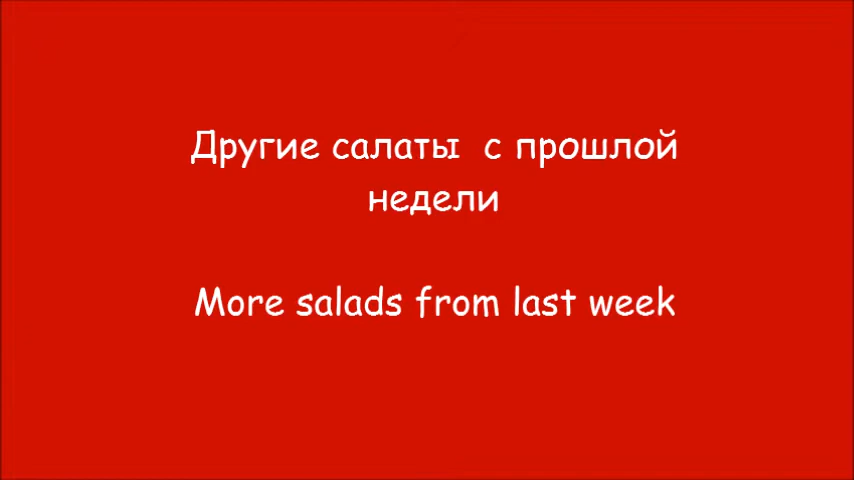 Другие салаты с прошлой
недели
More salads from last week